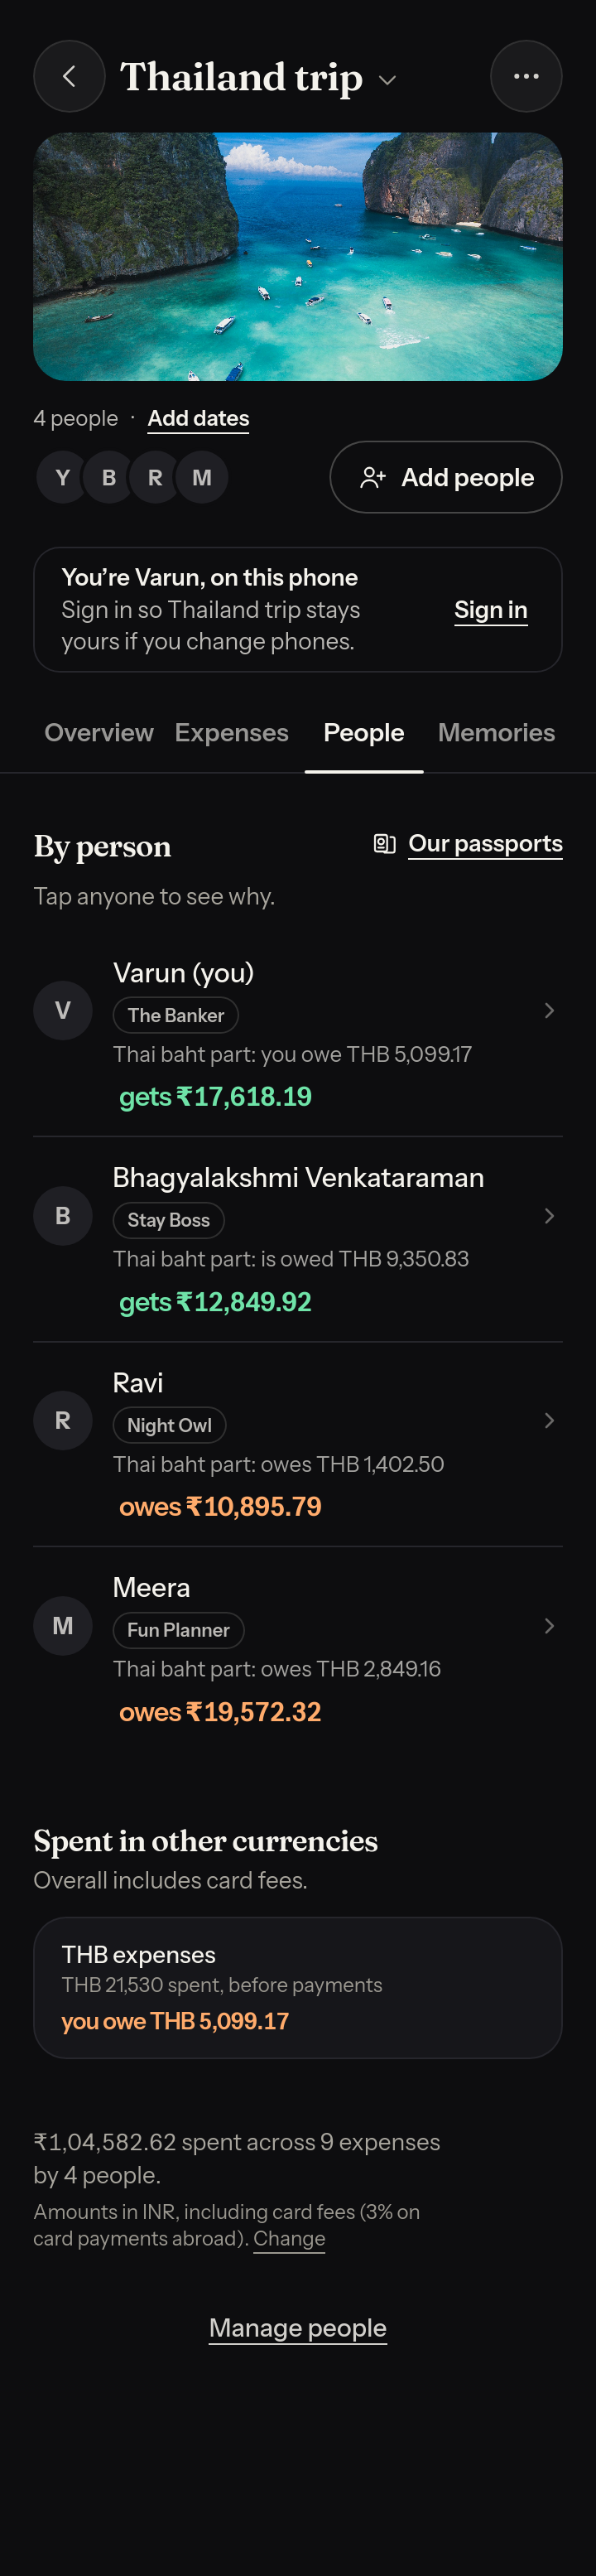 Thailand trip
4 people · Add dates
Y B R M
Add people
You’re Varun, on this phone
Sign in so Thailand trip stays
yours if you change phones.
Sign in
Overview Expenses People Memories
By person
Our passports
Tap anyone to see why.
V
Varun (you)
The Banker
Thai baht part: you owe THB 5,099.17
gets ₹17,618.19
B
Bhagyalakshmi Venkataraman
Stay Boss
Thai baht part: is owed THB 9,350.83
gets ₹12,849.92
R
Ravi
Night Owl
Thai baht part: owes THB 1,402.50
owes ₹10,895.79
M
Meera
Fun Planner
Thai baht part: owes THB 2,849.16
owes ₹19,572.32
Spent in other currencies
Overall includes card fees.
THB expenses
THB 21,530 spent, before payments
you owe THB 5,099.17
₹1,04,582.62 spent across 9 expenses
by 4 people.
Amounts in INR, including card fees (3% on
card payments abroad). Change
Manage people